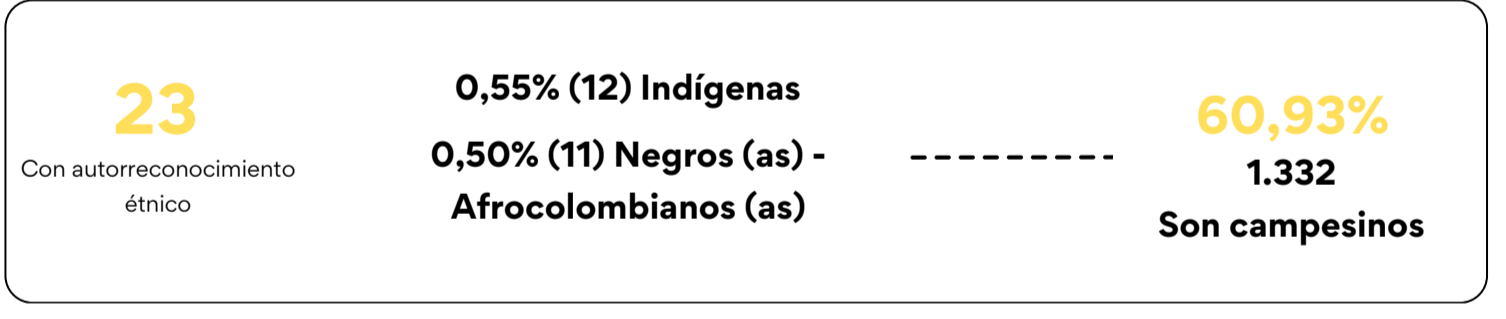 23
Con autorreconocimiento
étnico
0,55% (12) Indígenas
0,50% (11) Negros (as) -
Afrocolombianos (as)
60,93%
1.332
Son campesinos